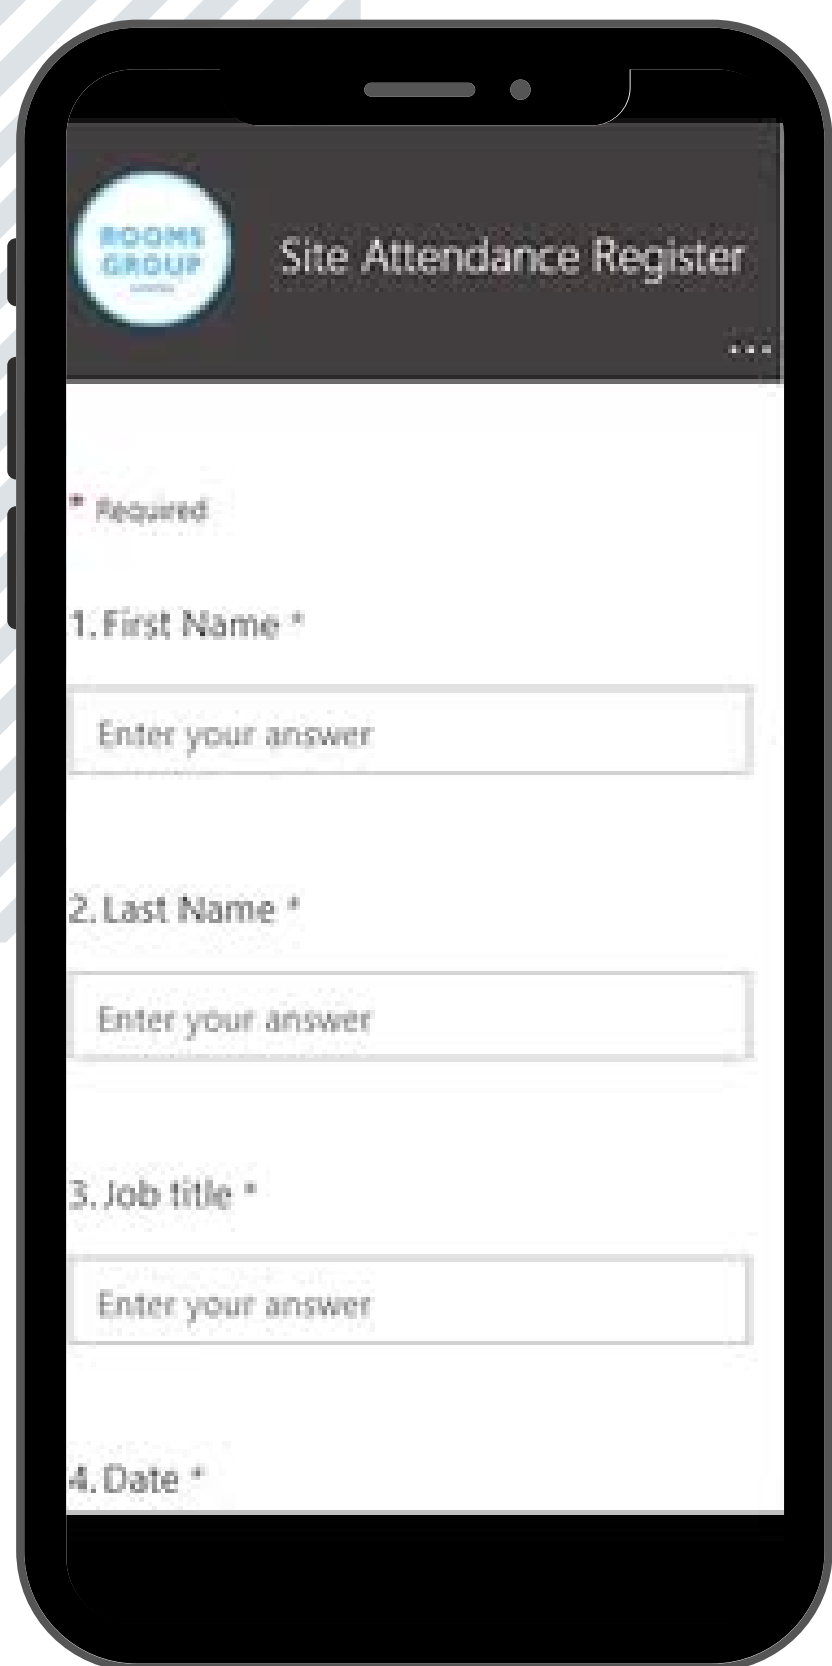 ROOMS
GROUP
Site Attendance Register
...
* Required
1. First Name *
Enter your answer
2. Last Name *
Enter your answer
3. Job title *
Enter your answer
4. Date *